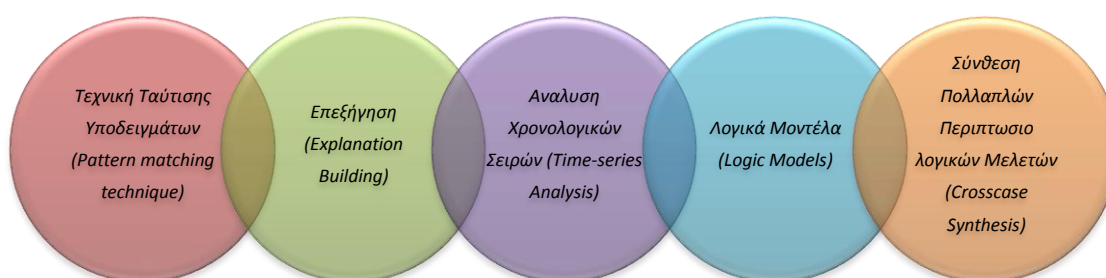 Τεχνική Ταύτισης
Υποδειγμάτων
(Pattern matching
technique)
Επεξήγηση
(Explanation
Building)
Αναλυση
Χρονολογικών
Σειρών (Time-series
Analysis)
Λογικά Μοντέλα
(Logic Models)
Σύνθεση
Πολλαπλών
Περιπτωσιο
λογικών Μελετών
(Crosscase
Synthesis)